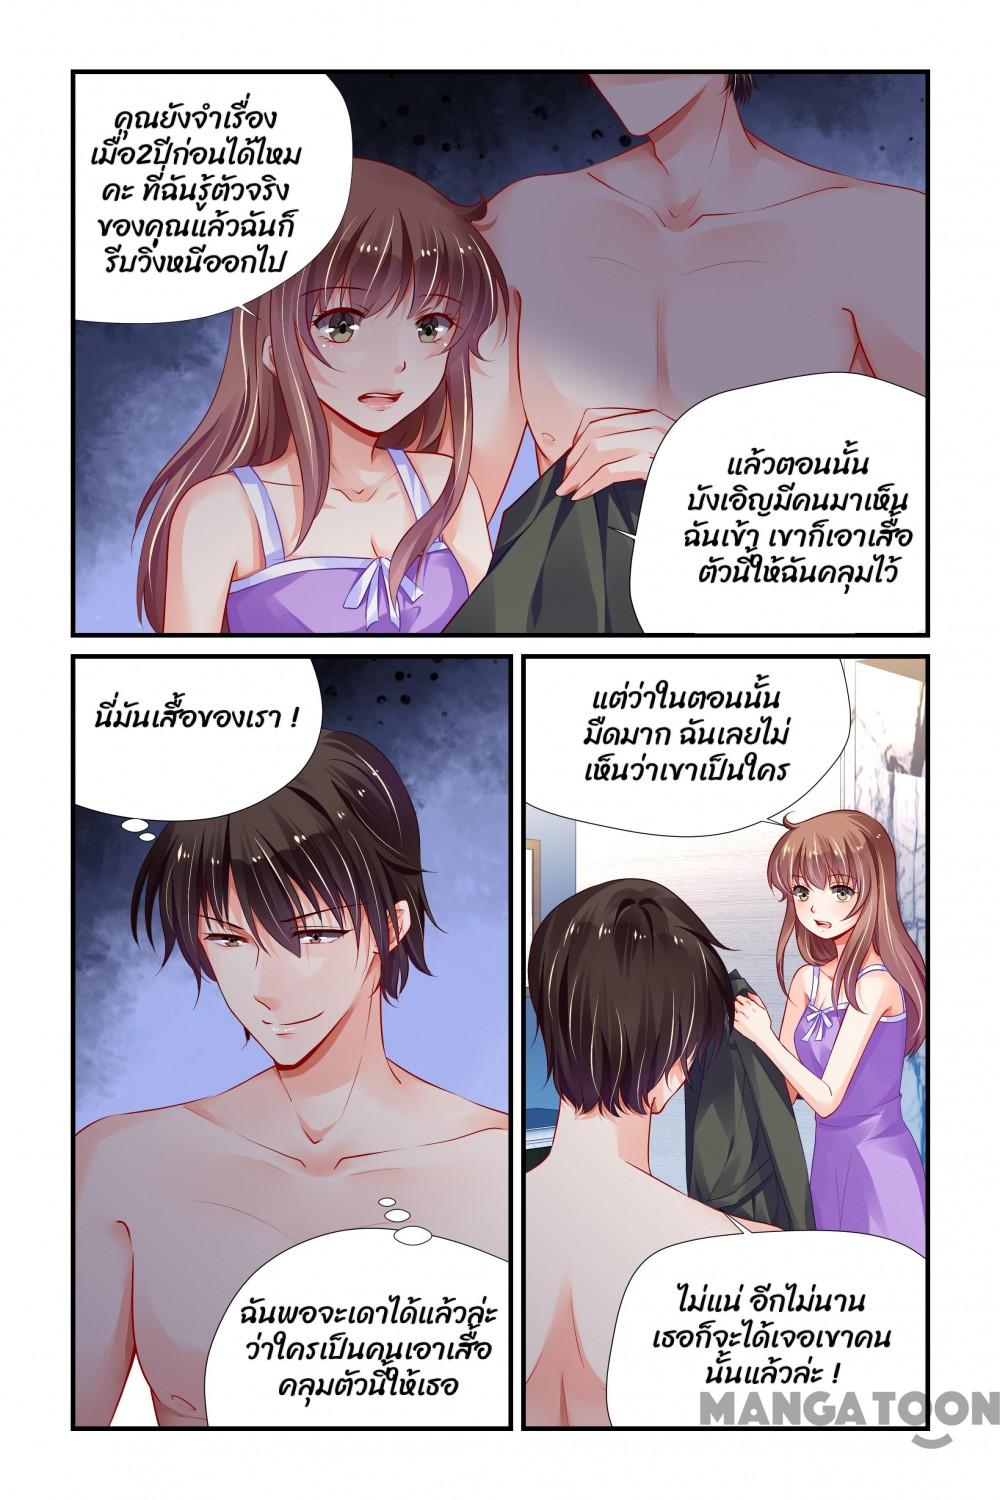 คุณยังจำเรื่อง
เมื่อ2ปีก่อนได้ไหม
คะ ที่ฉันรู้ตัวจริง
ของคุณแล้วฉันก็
รีบวิ่งหนีออกไป
แล้วตอนนั้น
บังเอิญมีคนมาเห็น
ฉันเข้า เขาก็เอาเสื้อ
ตัวนี้ให้ฉันคลุมไว้
นี่มันเสื้อของเรา !
ฉันพอจะเดาได้แล้วล่ะ
ว่าใครเป็นคนเอาเสื้อ
คลุมตัวนี้ให้เธอ
แต่ว่าในตอนนั้น
มืดมาก ฉันเลยไม่
เห็นว่าเขาเป็นใคร
ไม่แน่ อีกไม่นาน
เธอก็จะได้เจอเขาคน
นั้นแล้วล่ะ !
MANGATOON